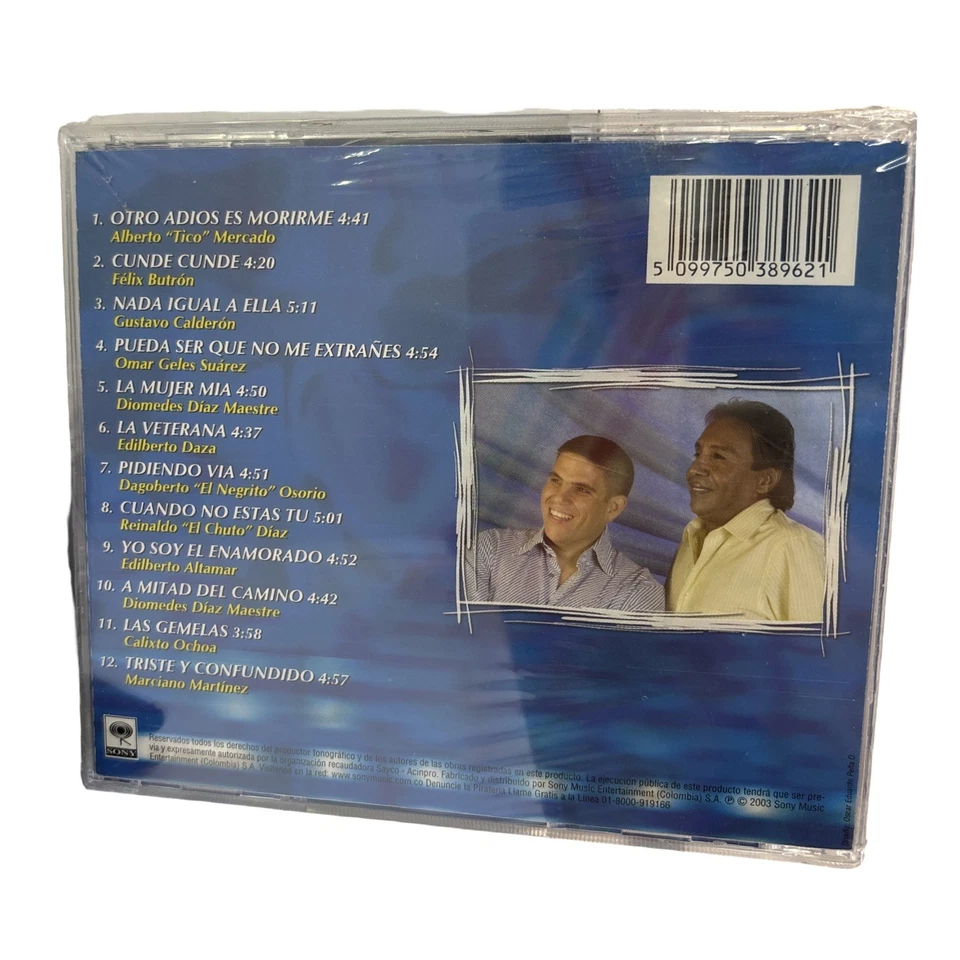 1. OTRO ADIOS ES MORIRME 4:41
Alberto "Tico" Mercado
2. CUNDE CUNDE 4:20
Félix Butrón
3. NADA IGUAL A ELLA 5:11
Gustavo Calderón
4. PUEDA SER QUE NO ME EXTRAÑES 4:54
Omar Geles Suárez
5. LA MUJER MIA 4:50
Diomedes Díaz Maestre
6. LA VETERANA 4:37
Edilberto Daza
7. PIDIENDO VIA 4:51
Dagoberto "El Negrito" Osorio
8. CUANDO NO ESTAS TU 5:01
Reinaldo "El Chuto" Díaz
9. YO SOY EL ENAMORADO 4:52
Edilberto Altamar
10. A MITAD DEL CAMINO 4:42
Diomedes Díaz Maestre
11. LAS GEMELAS 3:58
Calixto Ochoa
12. TRISTE Y CONFUNDIDO 4:57
Marciano Martínez
5 099750 389621
SONY
Reservados todos los derechos del productor fonográfico y de los autores de las obras registradas en este producto. La ejecución pública de este producto tendrá que ser pre-
via y expresamente autorizada por la organización recaudadora Sayco - Acinpro. Fabricado y distribuido por Sony Music Entertainment (Colombia) S.A. ℗ © 2003 Sony Music
Entertainment (Colombia) S.A. Visítenos en la red: www.sonymusic.com.co Denuncie la Piratería Llame Gratis a la Línea 01-8000-919166
Oscar Eduardo Peña D